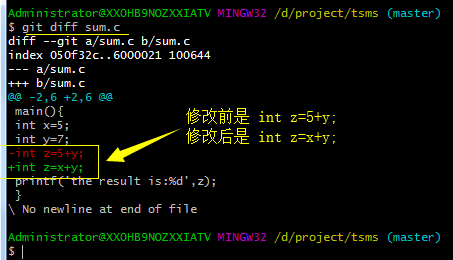 Administrator@XXOHB9NOZXXIATV MINGW32 /d/project/tsms (master)
$ git diff sum.c
diff --git a/sum.c b/sum.c
index 050f32c..6000021 100644
--- a/sum.c
+++ b/sum.c
@@ -2,6 +2,6 @@
 main(){
 int x=5;
 int y=7;
-int z=5+y;
+int z=x+y;
 printf('the result is:%d',z);
 }
\ No newline at end of file
修改前是 int z=5+y;
修改后是 int z=x+y;
Administrator@XXOHB9NOZXXIATV MINGW32 /d/project/tsms (master)
$